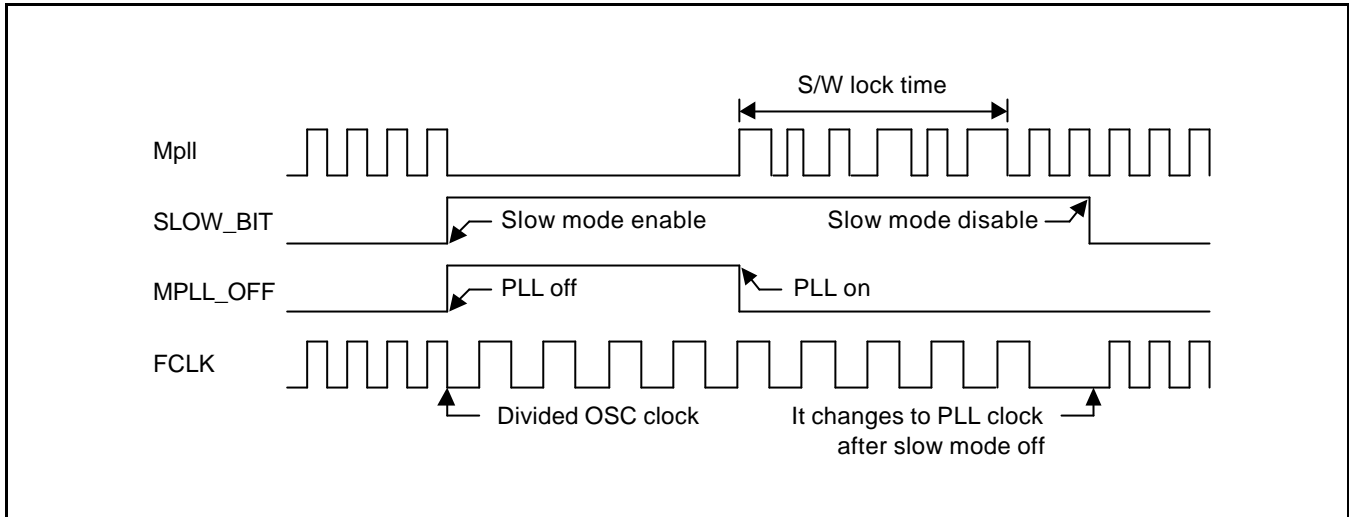 S/W lock time
Mpll
SLOW_BIT
Slow mode enable
Slow mode disable
MPLL_OFF
PLL off
PLL on
FCLK
Divided OSC clock
It changes to PLL clock
after slow mode off